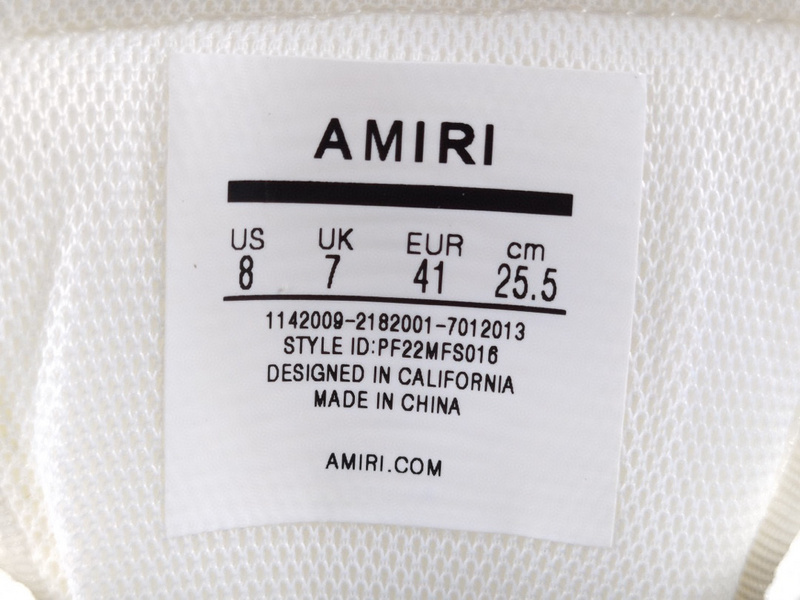 AMIRI
US UK EUR cm
8 7 41 25.5
1142009-2182001-7012013
STYLE ID:PF22MFS016
DESIGNED IN CALIFORNIA
MADE IN CHINA
AMIRI.COM